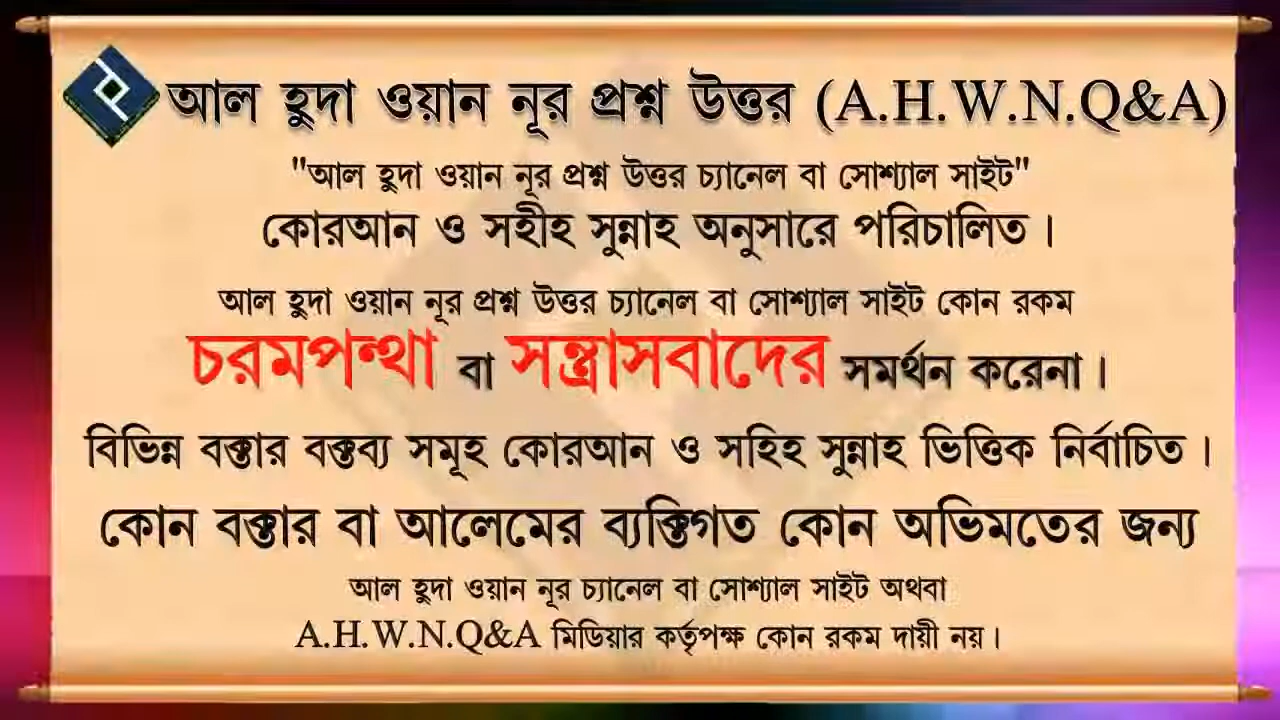 আল হুদা ওয়ান নূর প্রশ্ন উত্তর (A.H.W.N.Q&A)
"আল হুদা ওয়ান নূর প্রশ্ন উত্তর চ্যানেল বা সোশ্যাল সাইট"
কোরআন ও সহীহ সুন্নাহ অনুসারে পরিচালিত।
আল হুদা ওয়ান নূর প্রশ্ন উত্তর চ্যানেল বা সোশ্যাল সাইট কোন রকম
চরমপন্থা বা সন্ত্রাসবাদের সমর্থন করেনা।
বিভিন্ন বক্তার বক্তব্য সমূহ কোরআন ও সহিহ সুন্নাহ ভিত্তিক নির্বাচিত।
কোন বক্তার বা আলেমের ব্যক্তিগত কোন অভিমতের জন্য
আল হুদা ওয়ান নূর চ্যানেল বা সোশ্যাল সাইট অথবা
A.H.W.N.Q&A মিডিয়ার কর্তৃপক্ষ কোন রকম দায়ী নয়।